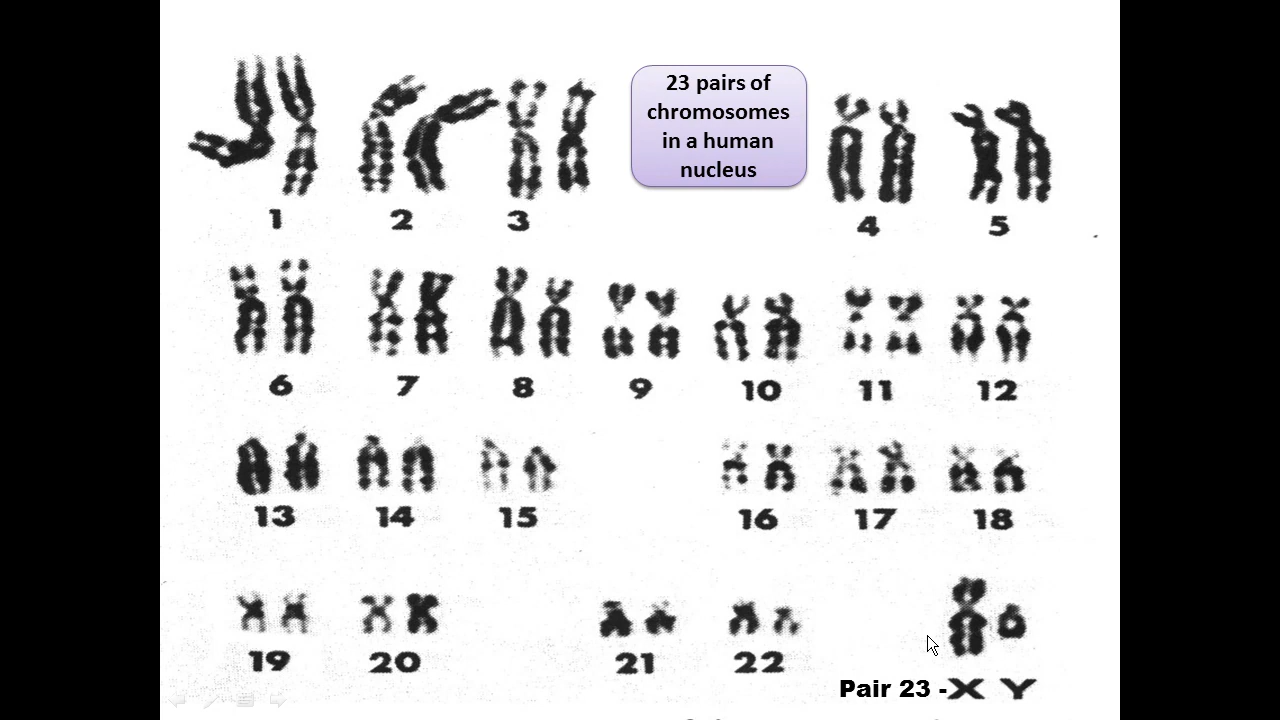 23 pairs of
chromosomes
in a human
nucleus
1 2 3 4 5
6 7 8 9 10 11 12
13 14 15 16 17 18
19 20 21 22
Pair 23 - X Y